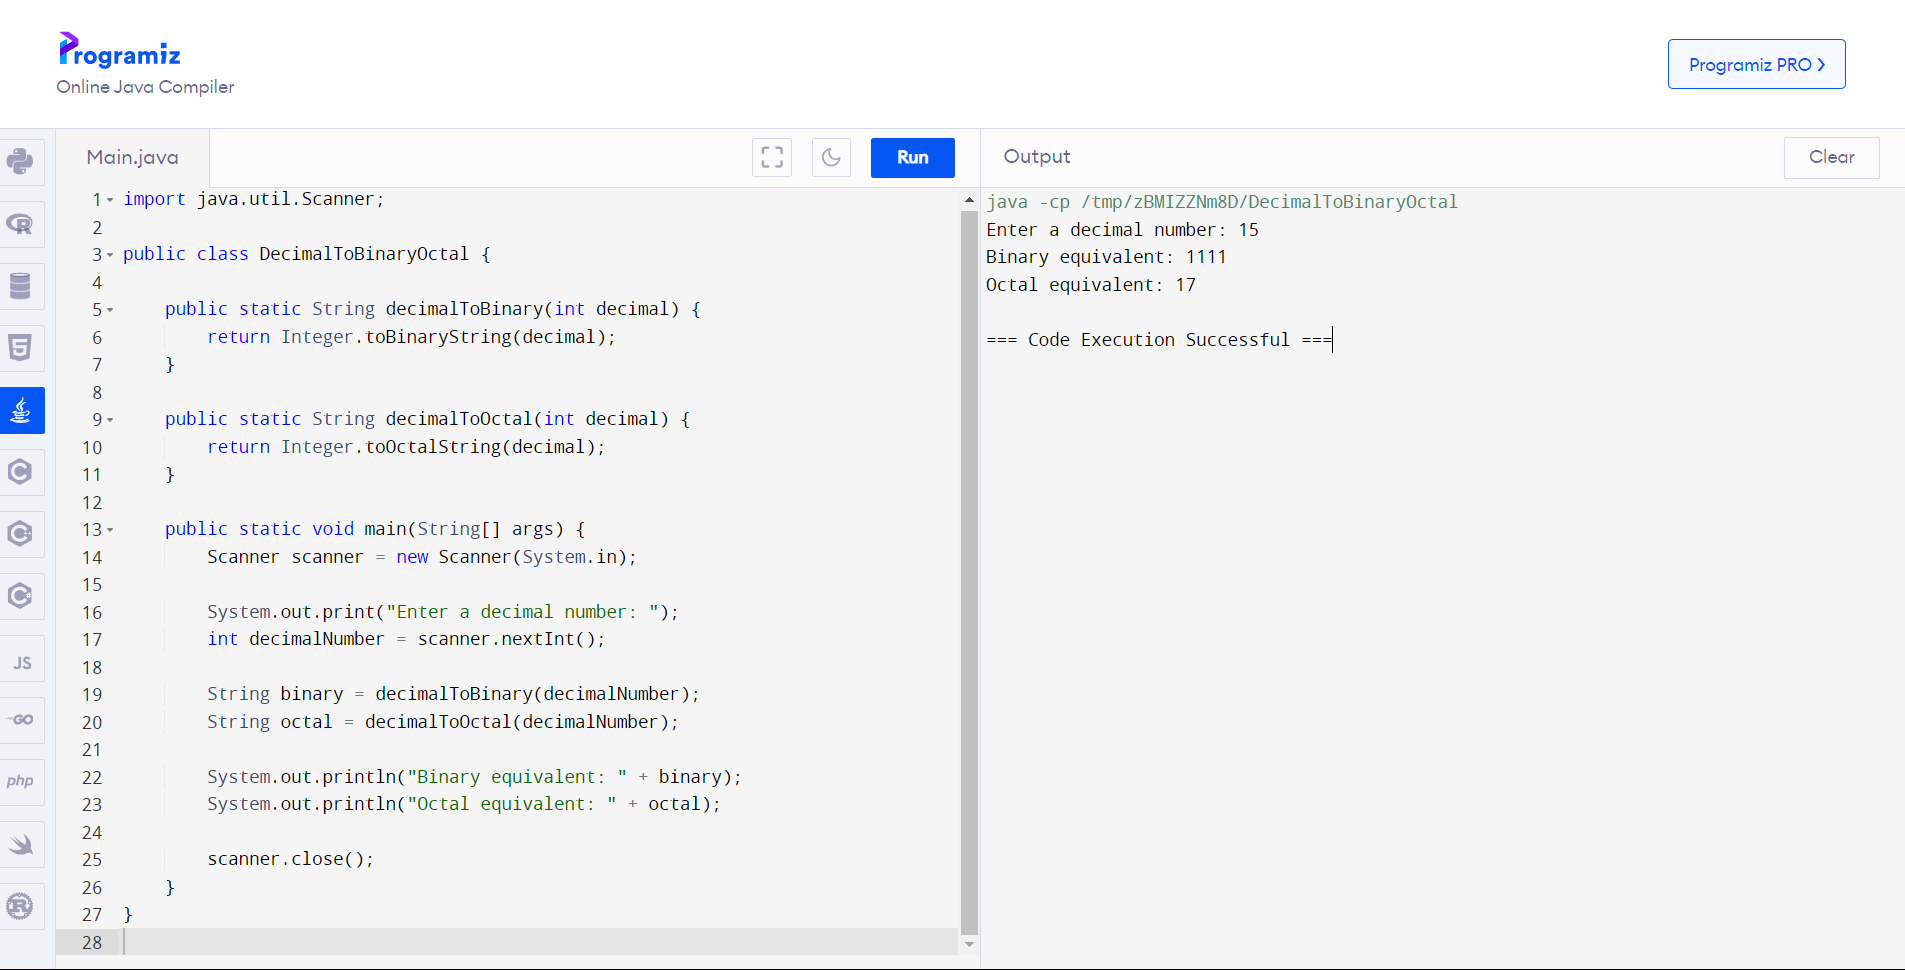 Programiz
Online Java Compiler
Programiz PRO
Main.java
Run
Output
Clear
JS
GO
php
1 import java.util.Scanner;
2
3 public class DecimalToBinaryOctal {
4
5     public static String decimalToBinary(int decimal) {
6         return Integer.toBinaryString(decimal);
7     }
8
9     public static String decimalToOctal(int decimal) {
10         return Integer.toOctalString(decimal);
11     }
12
13     public static void main(String[] args) {
14         Scanner scanner = new Scanner(System.in);
15
16         System.out.print("Enter a decimal number: ");
17         int decimalNumber = scanner.nextInt();
18
19         String binary = decimalToBinary(decimalNumber);
20         String octal = decimalToOctal(decimalNumber);
21
22         System.out.println("Binary equivalent: " + binary);
23         System.out.println("Octal equivalent: " + octal);
24
25         scanner.close();
26     }
27 }
28
java -cp /tmp/zBMIZZNm8D/DecimalToBinaryOctal
Enter a decimal number: 15
Binary equivalent: 1111
Octal equivalent: 17
=== Code Execution Successful ===